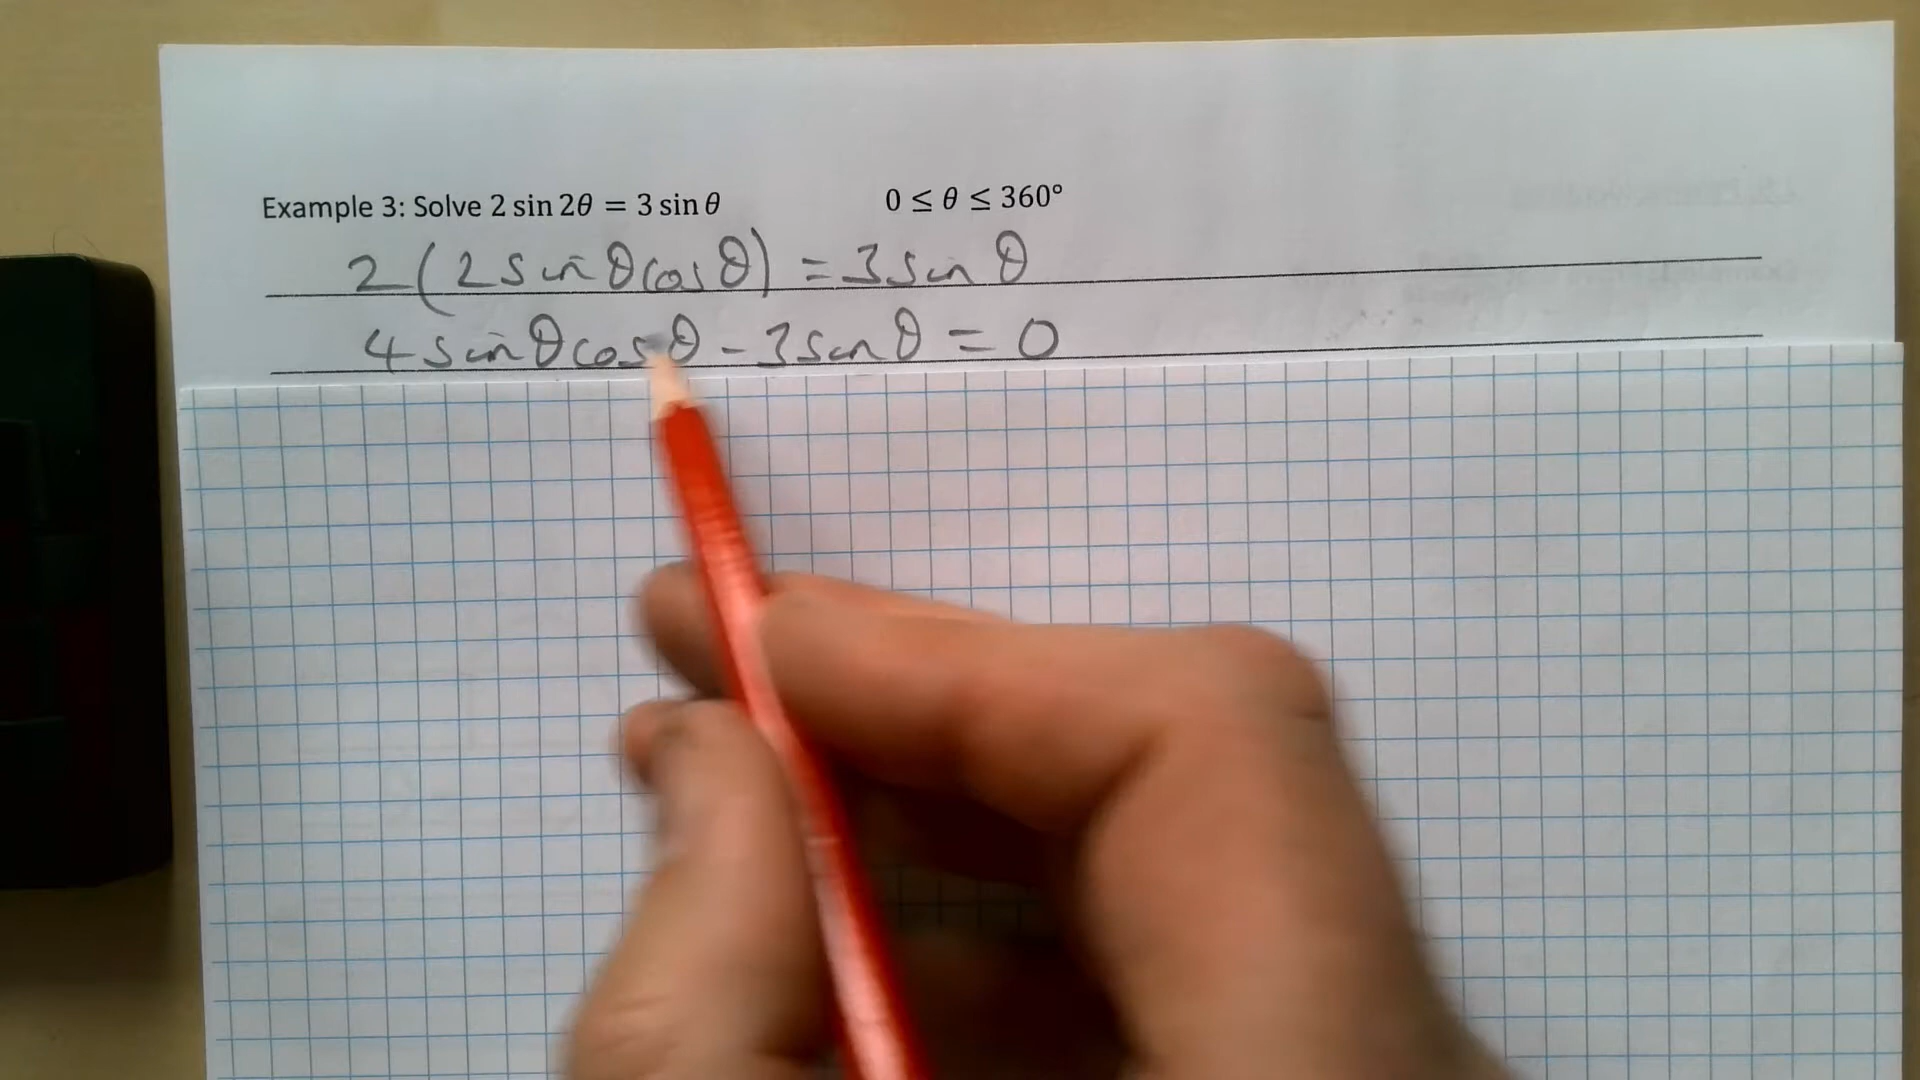 Example 3: Solve 2 sin 2θ = 3 sin θ 0 ≤ θ ≤ 360°
2(2sinθcosθ) = 3sinθ
4sinθcosθ - 3sinθ = 0